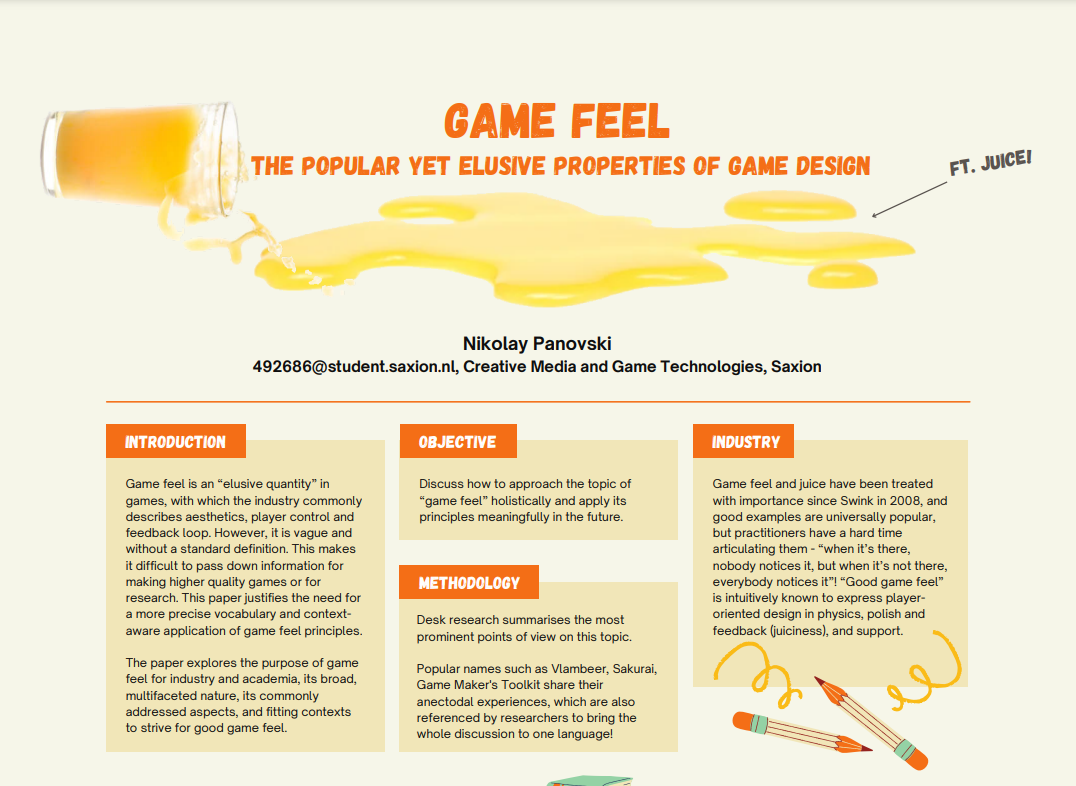 GAME FEEL
THE POPULAR YET ELUSIVE PROPERTIES OF GAME DESIGN
FT. JUICE!
Nikolay Panovski
492686@student.saxion.nl, Creative Media and Game Technologies, Saxion
INTRODUCTION
Game feel is an “elusive quantity” in
games, with which the industry commonly
describes aesthetics, player control and
feedback loop. However, it is vague and
without a standard definition. This makes
it difficult to pass down information for
making higher quality games or for
research. This paper justifies the need for
a more precise vocabulary and context-
aware application of game feel principles.
The paper explores the purpose of game
feel for industry and academia, its broad,
multifaceted nature, its commonly
addressed aspects, and fitting contexts
to strive for good game feel.
OBJECTIVE
Discuss how to approach the topic of
“game feel” holistically and apply its
principles meaningfully in the future.
METHODOLOGY
Desk research summarises the most
prominent points of view on this topic.
Popular names such as Vlambeer, Sakurai,
Game Maker's Toolkit share their
anectodal experiences, which are also
referenced by researchers to bring the
whole discussion to one language!
INDUSTRY
Game feel and juice have been treated
with importance since Swink in 2008, and
good examples are universally popular,
but practitioners have a hard time
articulating them - “when it’s there,
nobody notices it, but when it’s not there,
everybody notices it”! “Good game feel”
is intuitively known to express player-
oriented design in physics, polish and
feedback (juiciness), and support.